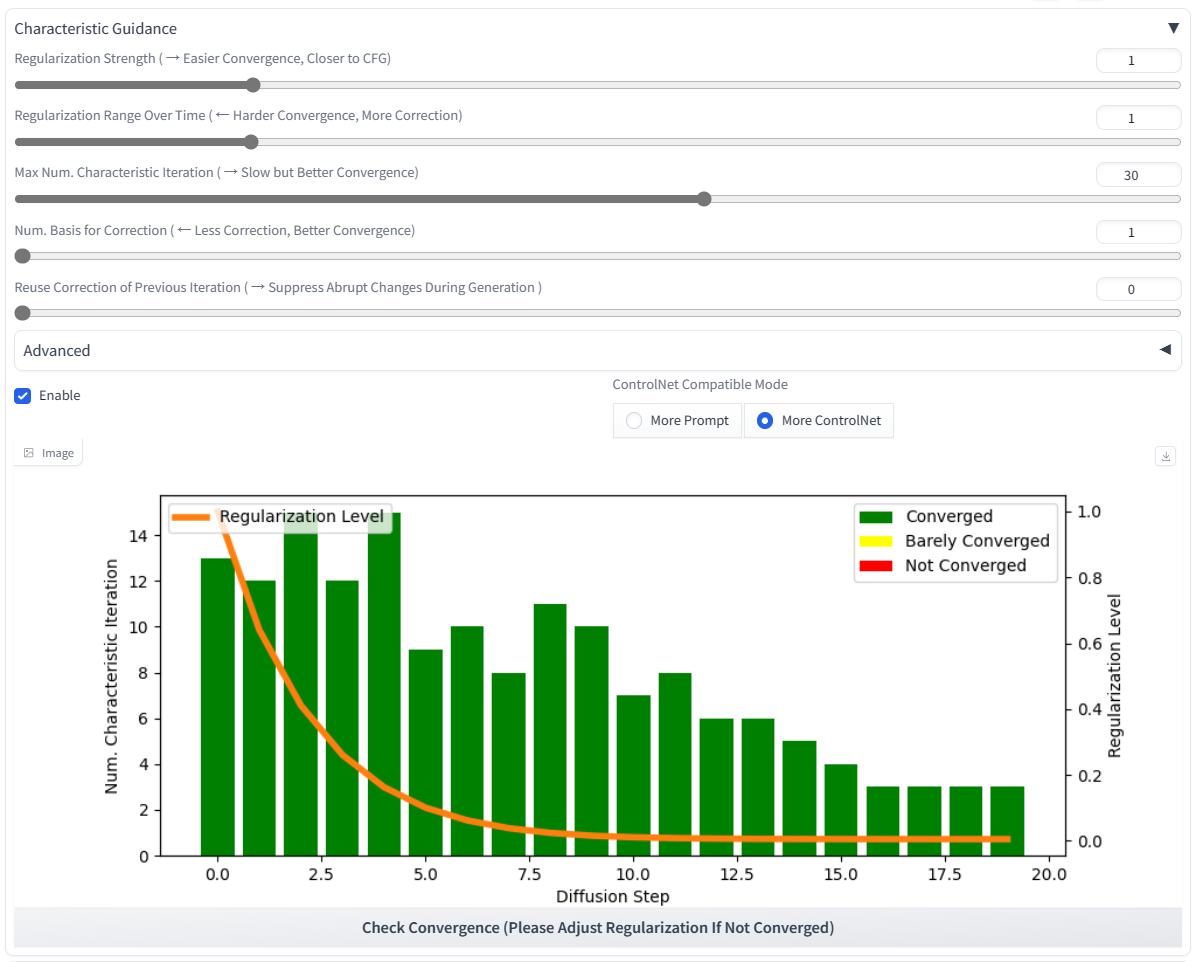 Characteristic Guidance ▼
Regularization Strength ( → Easier Convergence, Closer to CFG)
1
Regularization Range Over Time ( ← Harder Convergence, More Correction)
1
Max Num. Characteristic Iteration ( → Slow but Better Convergence)
30
Num. Basis for Correction ( ← Less Correction, Better Convergence)
1
Reuse Correction of Previous Iteration ( → Suppress Abrupt Changes During Generation )
0
Advanced ◀
Enable
ControlNet Compatible Mode
More Prompt
More ControlNet
Image
Regularization Level
Converged
Barely Converged
Not Converged
Num. Characteristic Iteration
14
12
10
8
6
4
2
0
1.0
0.8
0.6
0.4
0.2
0.0
Regularization Level
0.0 2.5 5.0 7.5 10.0 12.5 15.0 17.5 20.0
Diffusion Step
Check Convergence (Please Adjust Regularization If Not Converged)